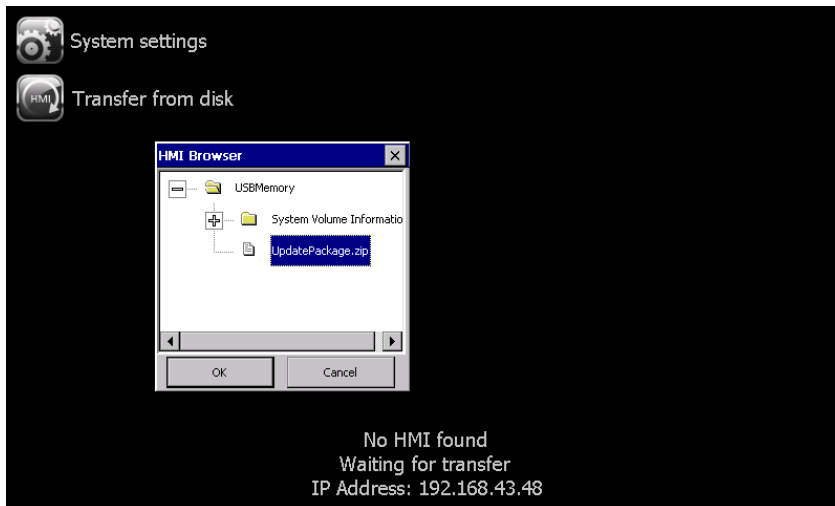 System settings
HMI
Transfer from disk
HMI Browser
USBMemory
System Volume Informatio
UpdatePackage.zip
OK
Cancel
No HMI found
Waiting for transfer
IP Address: 192.168.43.48